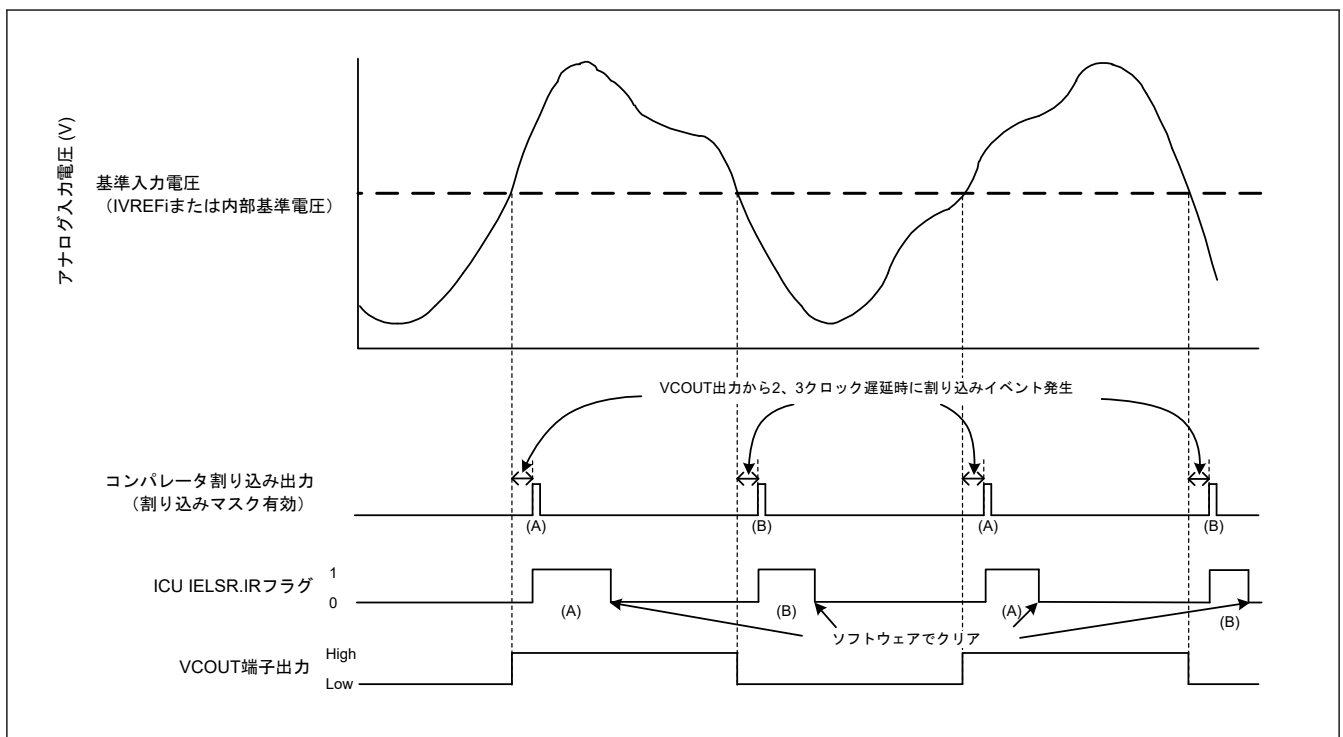 アナログ入力電圧 (V)
基準入力電圧
（IVREFiまたは内部基準電圧）
VCOUT出力から2、3クロック遅延時に割り込みイベント発生
コンパレータ割り込み出力
（割り込みマスク有効）
(A)
(B)
(A)
(B)
ICU IELSR.IRフラグ
1
0
(A)
(B)
(A)
(B)
ソフトウェアでクリア
VCOUT端子出力
High
Low